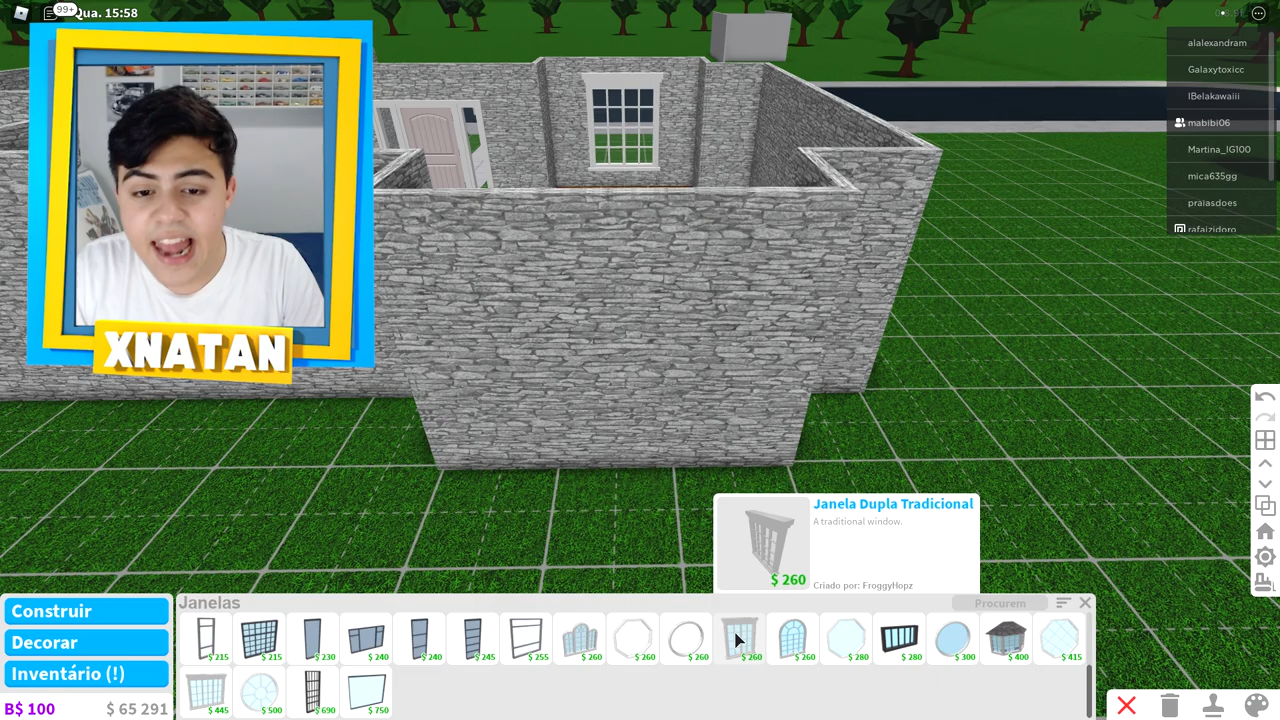 99+
Qua. 15:58
alalexandram
Galaxytoxicc
IBelakawaiii
mabibi06
Martina_IG100
mica635gg
praiasdoes
rafaizidoro
XNATAN
Janela Dupla Tradicional
A traditional window.
$ 260
Criado por: FroggyHopz
Construir
Decorar
Inventário (!)
B$ 100
$ 65 291
Janelas
Procurem
$ 215
$ 215
$ 230
$ 240
$ 240
$ 245
$ 255
$ 260
$ 260
$ 260
$ 260
$ 260
$ 280
$ 280
$ 300
$ 400
$ 415
$ 445
$ 500
$ 690
$ 750